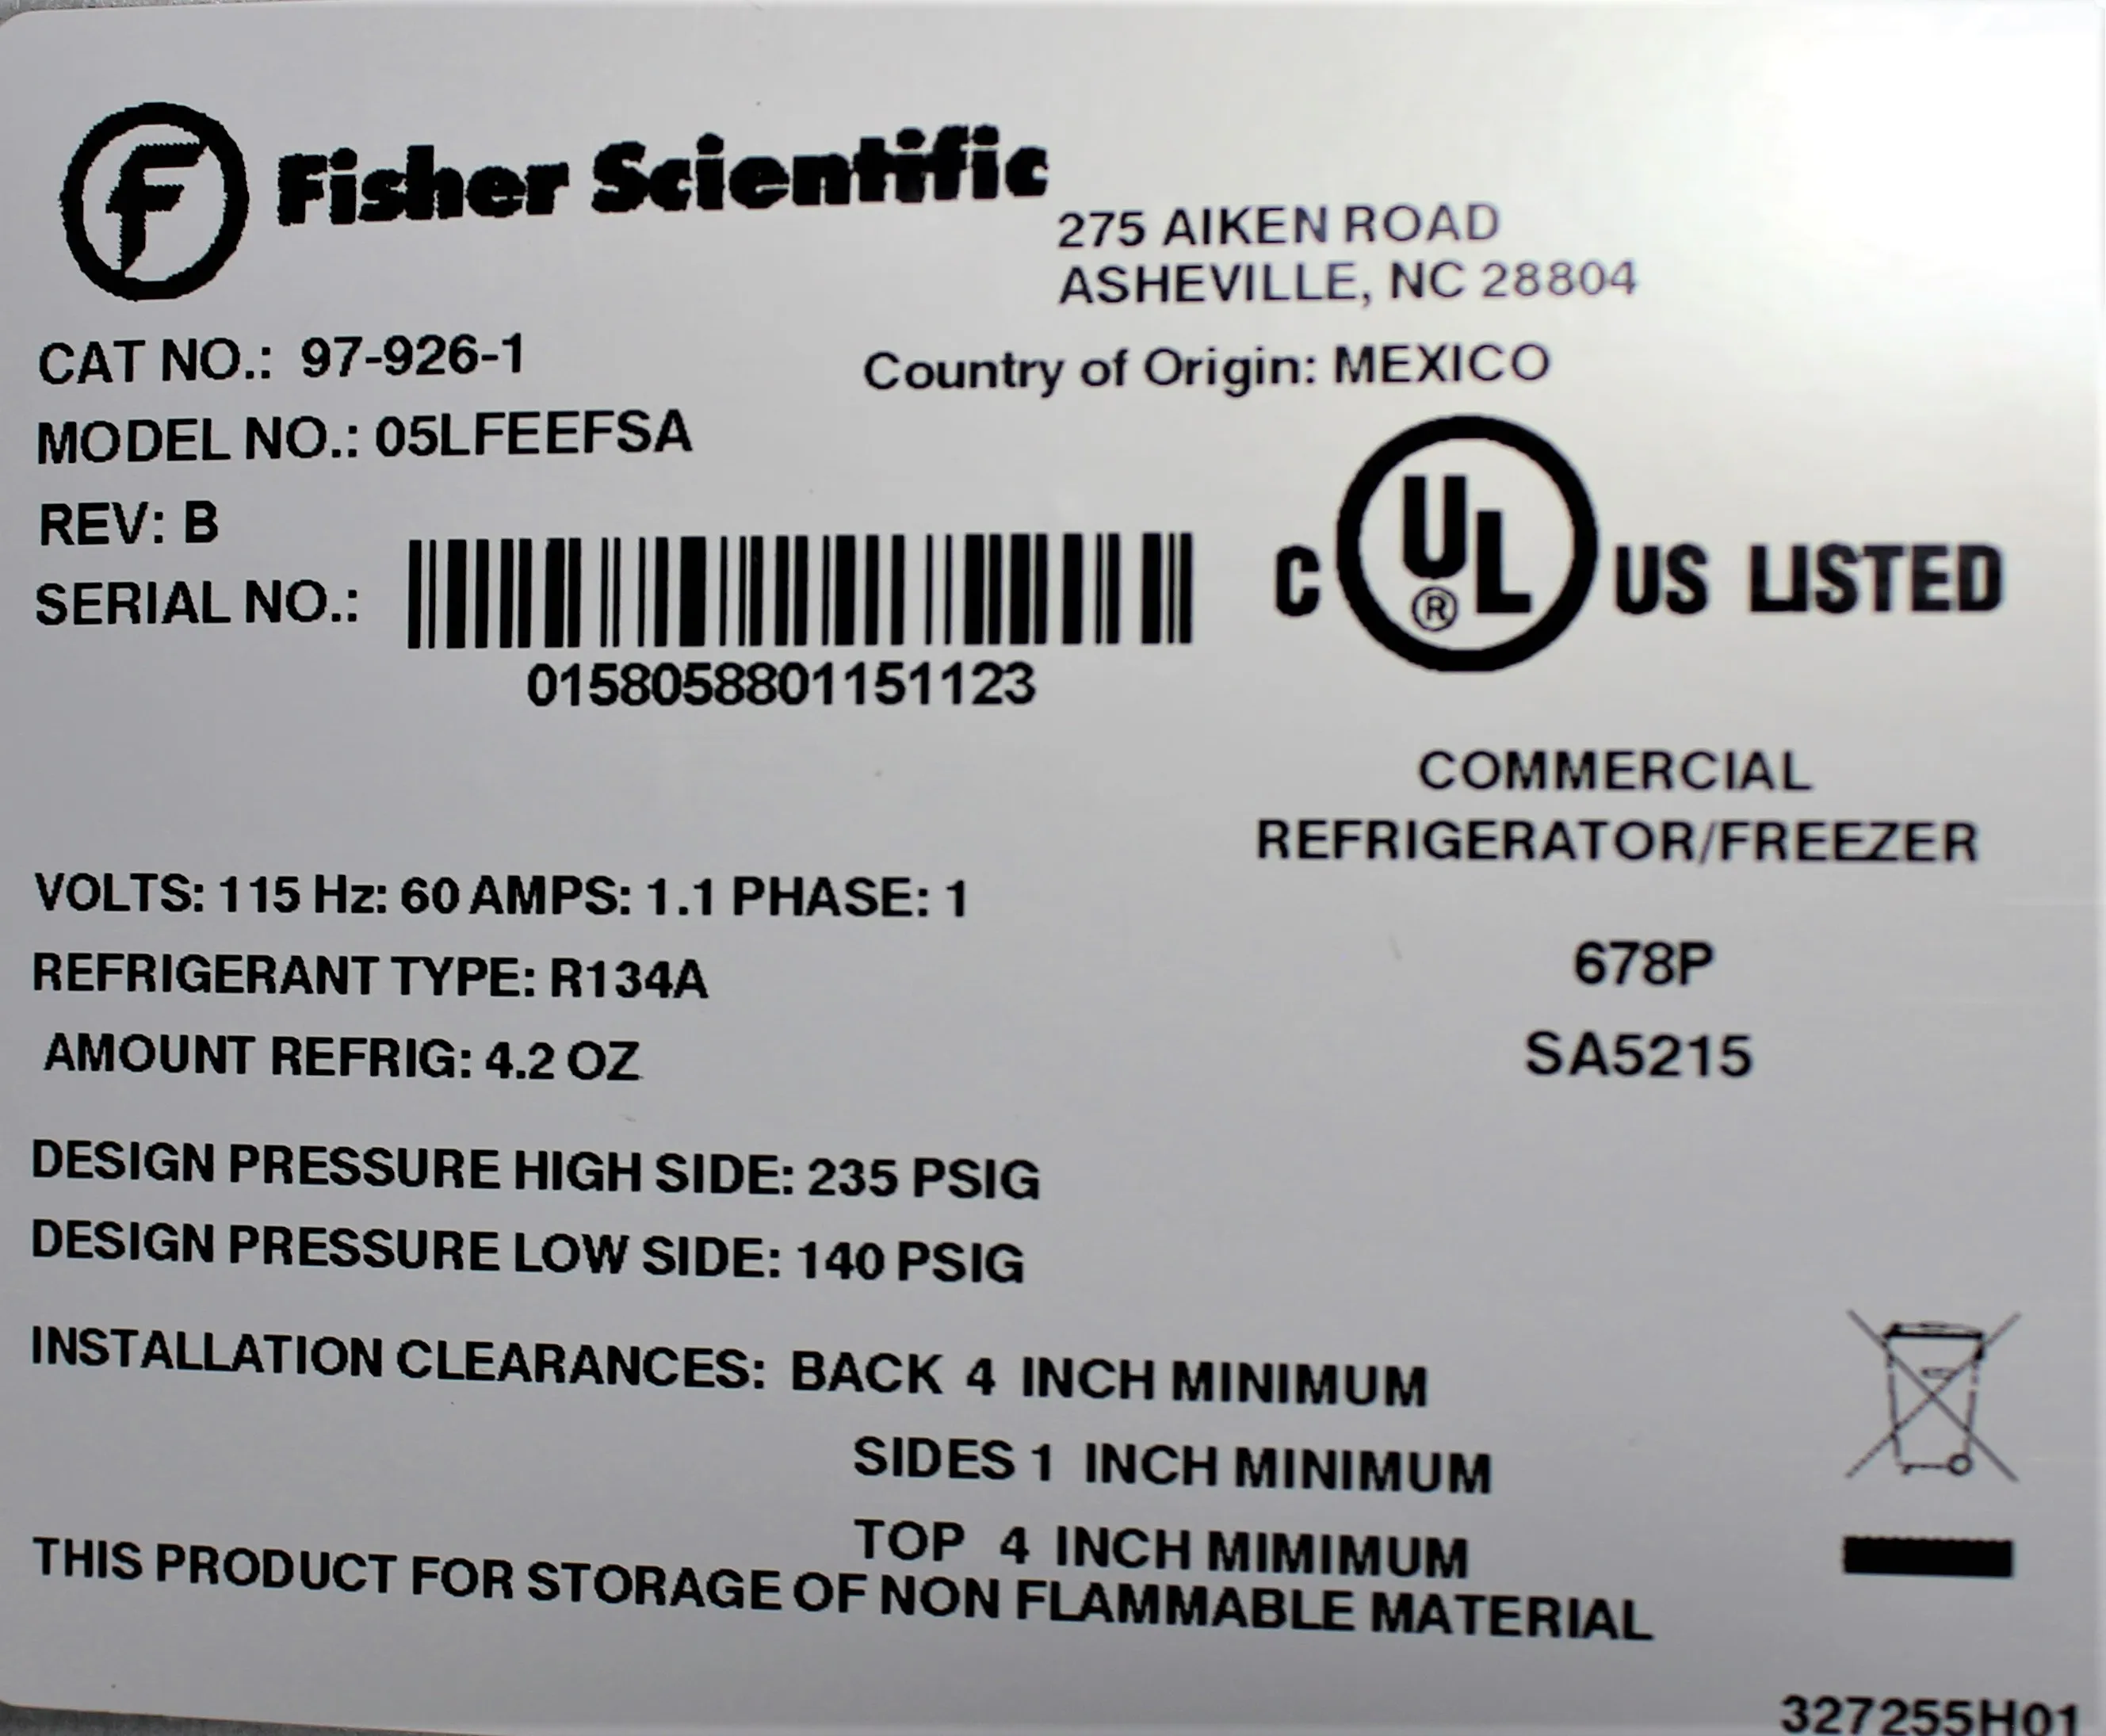 F Fisher Scientific
275 AIKEN ROAD
ASHEVILLE, NC 28804
CAT NO.: 97-926-1
Country of Origin: MEXICO
MODEL NO.: 05LFEEFSA
REV: B
SERIAL NO.:
0158058801151123
C UL ® US LISTED
COMMERCIAL
REFRIGERATOR/FREEZER
678P
SA5215
VOLTS: 115 Hz: 60 AMPS: 1.1 PHASE: 1
REFRIGERANT TYPE: R134A
AMOUNT REFRIG: 4.2 OZ
DESIGN PRESSURE HIGH SIDE: 235 PSIG
DESIGN PRESSURE LOW SIDE: 140 PSIG
INSTALLATION CLEARANCES: BACK 4 INCH MINIMUM
SIDES 1 INCH MINIMUM
TOP 4 INCH MIMIMUM
THIS PRODUCT FOR STORAGE OF NON FLAMMABLE MATERIAL
327255H01